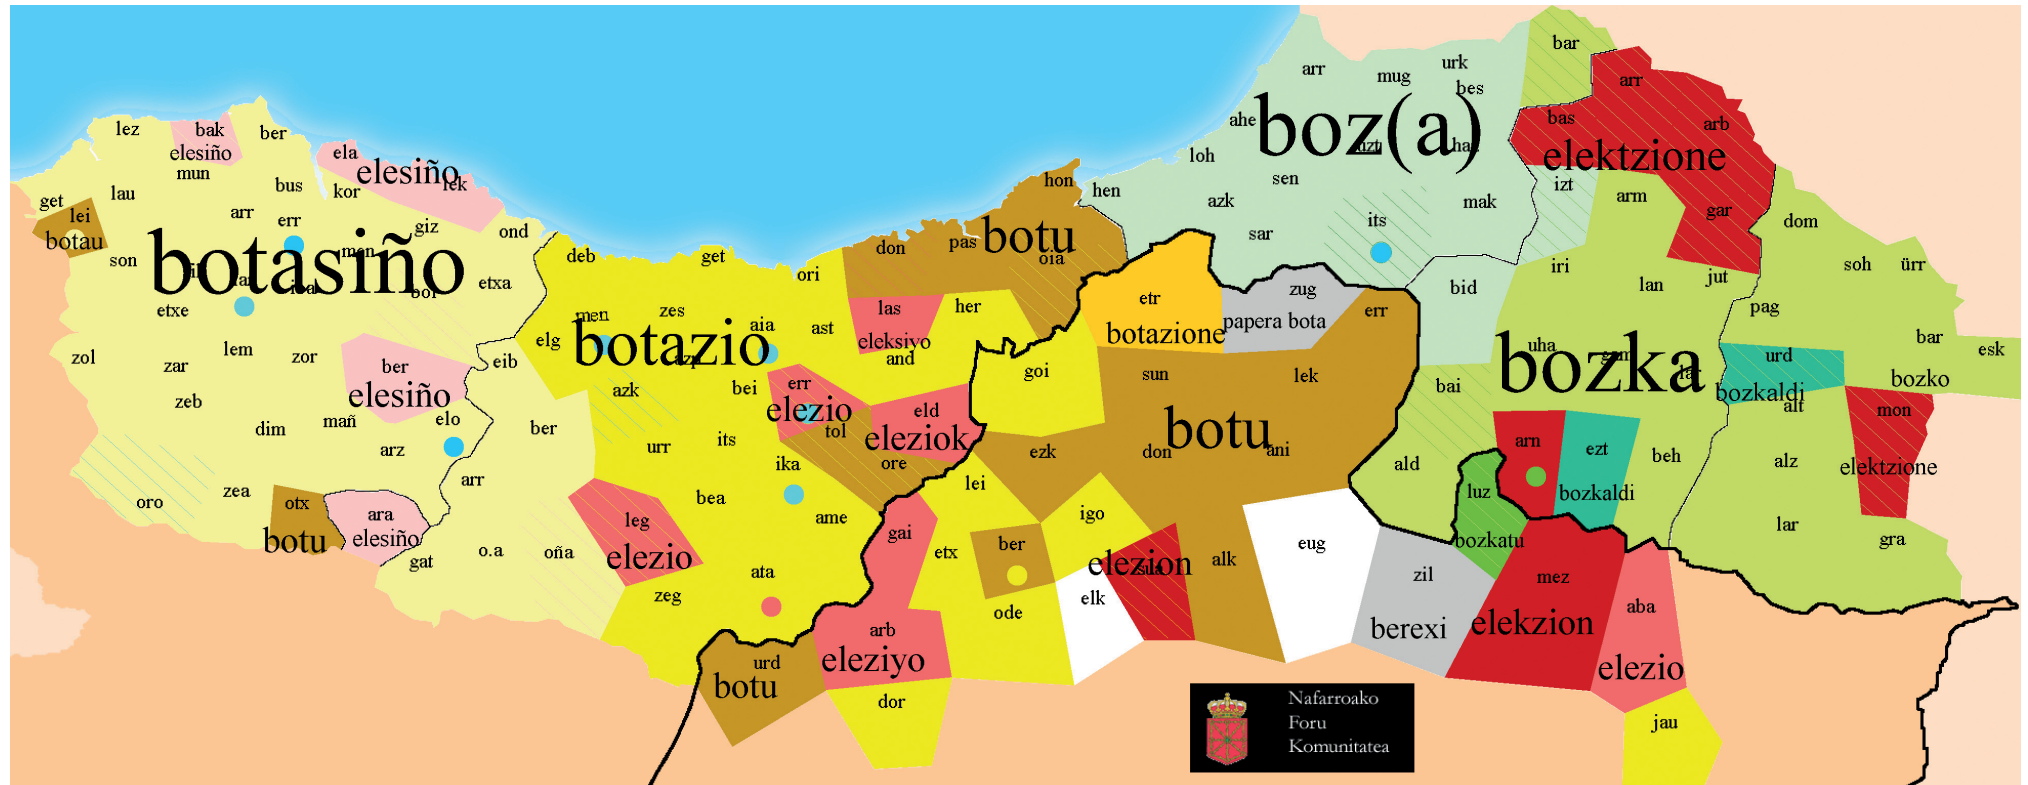 bar
urk
arr
mug
arr
bes
ahe
boz(a)
bas
arb
lez
bak
ber
elesiño
mun
ela
elesiño
lek
uzt
loh
elektzione
get
lau
bus
kor
hon
hen
sen
izt
lei
arr
err
giz
azk
mak
arm
gar
botau
men
ond
don
pas
botu
oia
sar
its
dom
son
botasiño
deb
get
ori
iri
soh
ürr
etxe
bol
etxa
men
zes
aia
ast
las
her
etr
zug
err
bid
lan
jut
pag
elg
botazio
azp
eleksiyo
and
botazione
papera bota
uha
bozka
bar
esk
zol
zar
lem
zor
ber
eib
bei
goi
sun
lek
bai
urd
bozkaldi
bozko
zeb
elesiño
azk
err
elezio
eld
eleziok
alt
mon
dim
mañ
elo
ber
urr
its
tol
ezk
don
botu
ani
arn
ezt
beh
arz
ika
ore
ald
alz
elektzione
oro
zea
otx
arr
bea
lei
luz
bozkaldi
botu
ara
elesiño
o.a
oña
leg
elezio
ame
gai
igo
bozkatu
lar
gra
gat
etx
ber
elezion
alk
eug
ata
zeg
ode
elk
zil
mez
arb
eleziyo
berexi
elekzion
aba
elezio
urd
botu
dor
jau
Nafarroako
Foru
Komunitatea